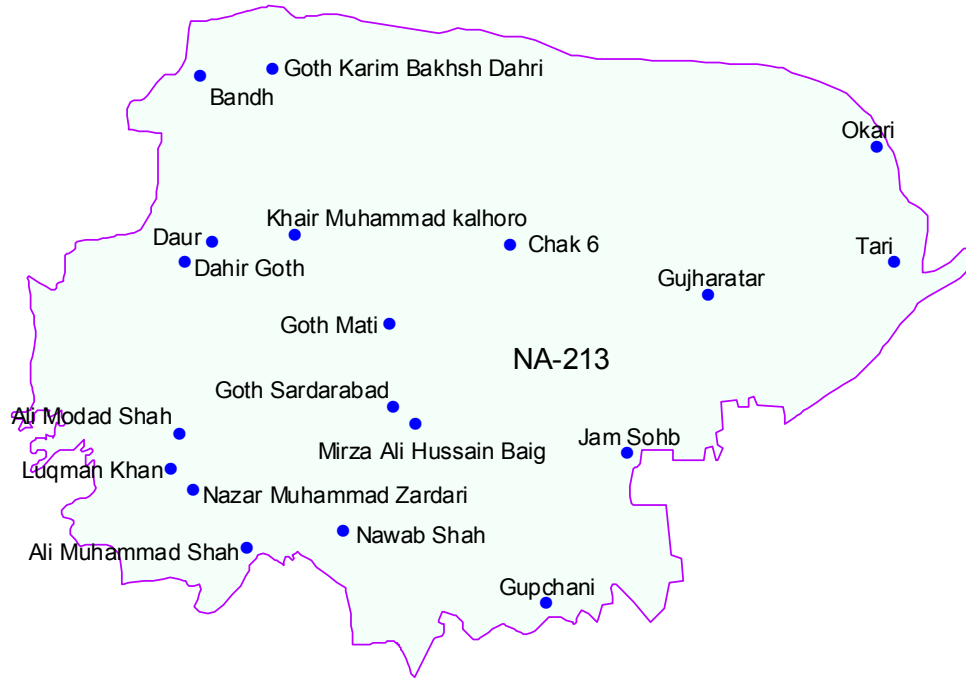 Goth Karim Bakhsh Dahri
Bandh
Okari
Khair Muhammad kalhoro
Daur
Chak 6
Tari
Dahir Goth
Gujharatar
Goth Mati
NA-213
Goth Sardarabad
Ali Modad Shah
Jam Sohb
Mirza Ali Hussain Baig
Luqman Khan
Nazar Muhammad Zardari
Nawab Shah
Ali Muhammad Shah
Gupchani